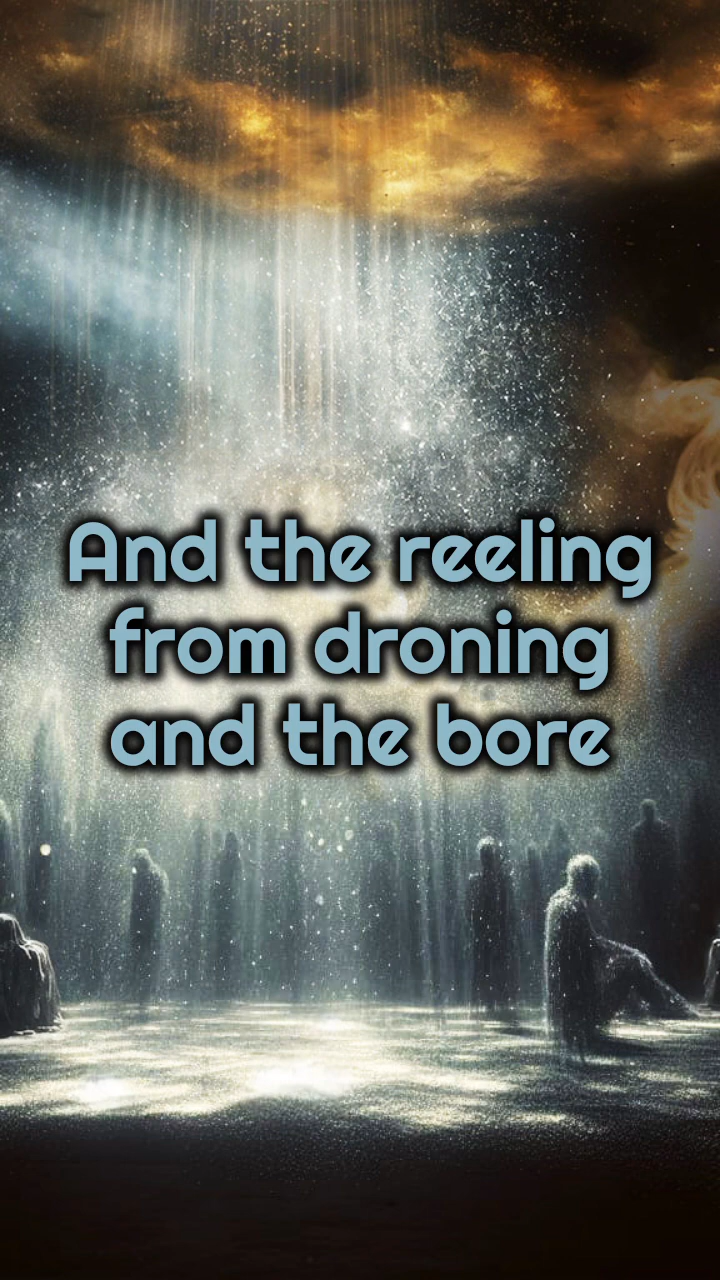 And the reeling
from droning
and the bore